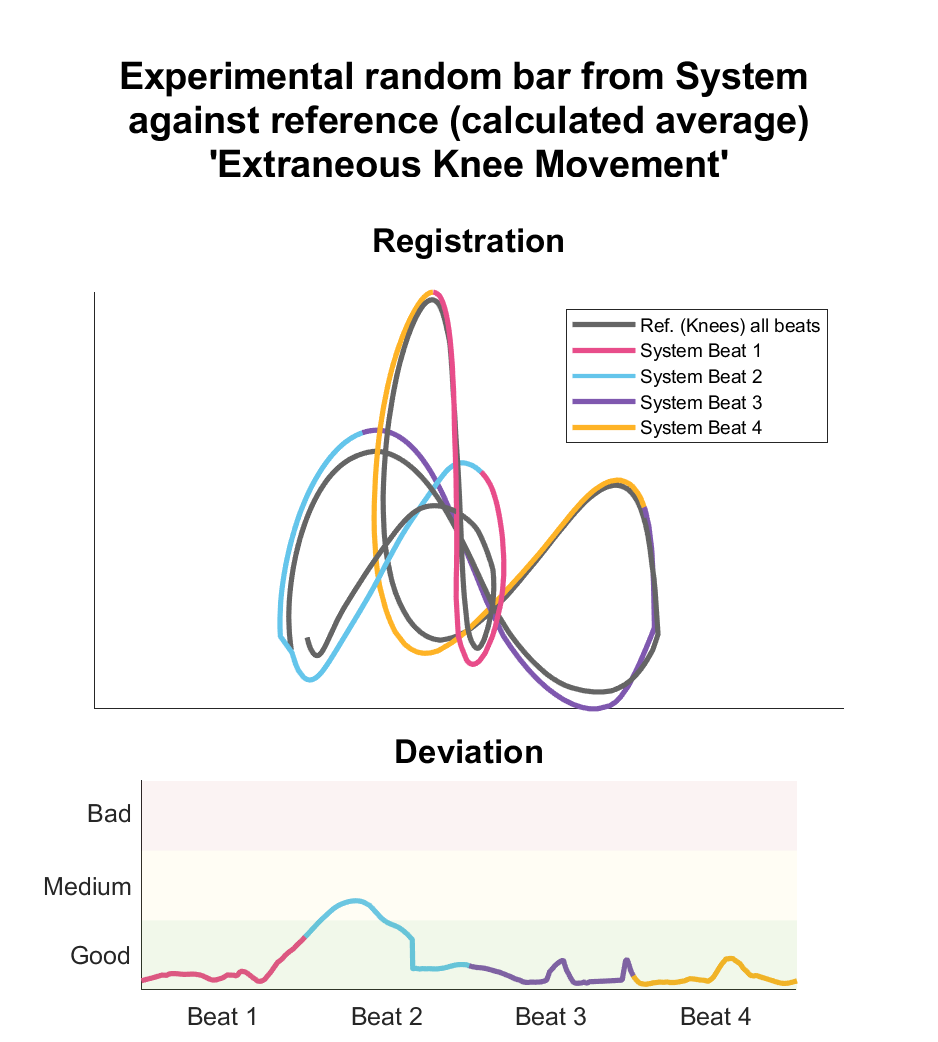 Experimental random bar from System
against reference (calculated average)
'Extraneous Knee Movement'
Registration
Ref. (Knees) all beats
System Beat 1
System Beat 2
System Beat 3
System Beat 4
Deviation
Bad
Medium
Good
Beat 1 Beat 2 Beat 3 Beat 4